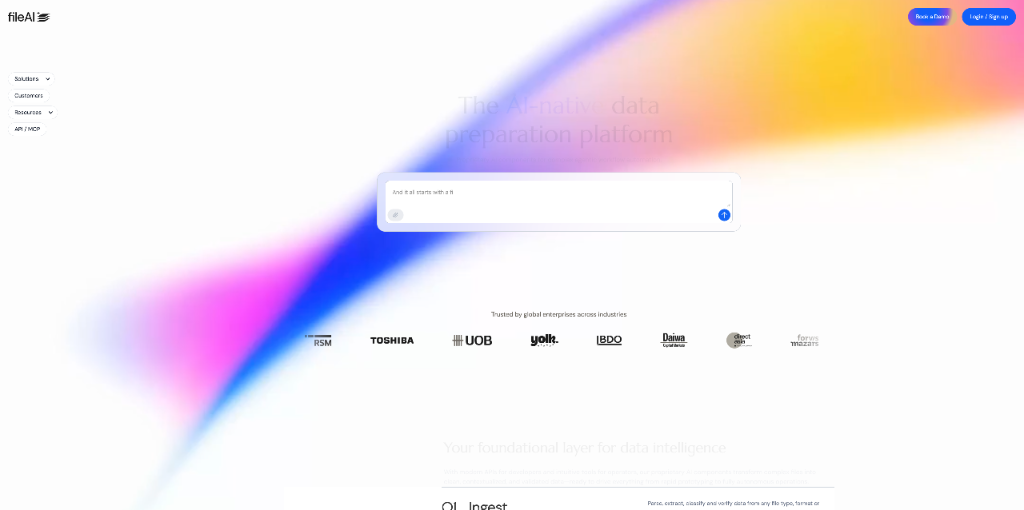 fileAI
Book a Demo
Login / Sign up
Solutions
Customers
Resources
API / MCP
The AI-native data
preparation platform
And it all starts with a fi
Trusted by global enterprises across industries
RSM
TOSHIBA
UOB
yolk.
BDO
Daiwa
Capital Markets
direct
asia
forvis
mazars
Your foundational layer for data intelligence
01 Ingest
Parse, extract, classify and verify data from any file type, format or